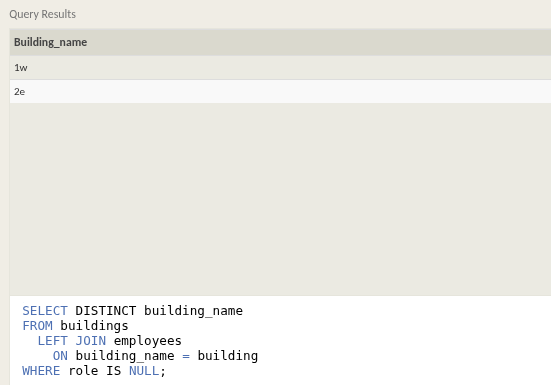 Query Results
Building_name
1w
2e
SELECT DISTINCT building_name
FROM buildings
  LEFT JOIN employees
    ON building_name = building
WHERE role IS NULL;